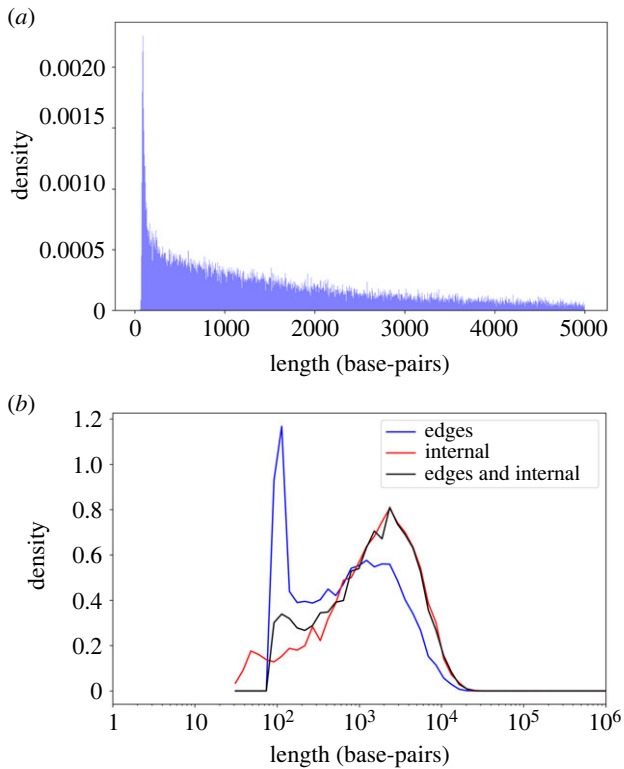 (a)
0.0020
0.0015
0.0010
0.0005
0
density
0 1000 2000 3000 4000 5000
length (base-pairs)
(b)
1.2
1.0
0.8
0.6
0.4
0.2
0
density
edges
internal
edges and internal
1 10 10² 10³ 10⁴ 10⁵ 10⁶
length (base-pairs)